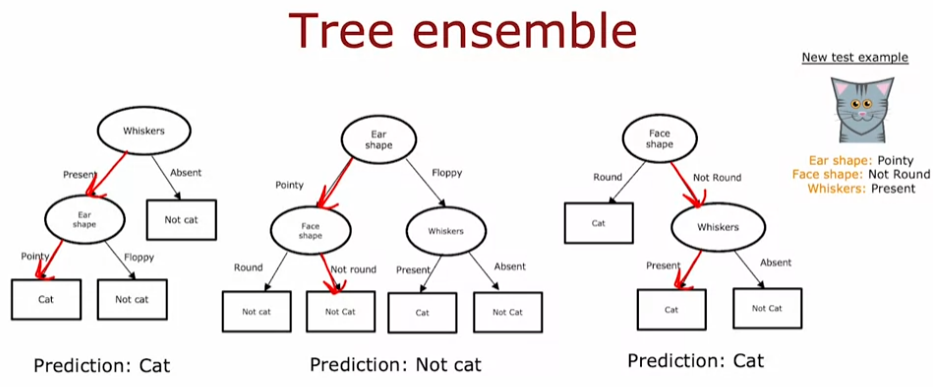 Tree ensemble
New test example
Ear shape: Pointy
Face shape: Not Round
Whiskers: Present
Whiskers
Present
Absent
Ear
shape
Not cat
Pointy
Floppy
Cat
Not cat
Prediction: Cat
Ear
shape
Pointy
Floppy
Face
shape
Whiskers
Round
Not round
Present
Absent
Not cat
Not Cat
Cat
Not Cat
Prediction: Not cat
Face
shape
Round
Not Round
Cat
Whiskers
Present
Absent
Cat
Not Cat
Prediction: Cat